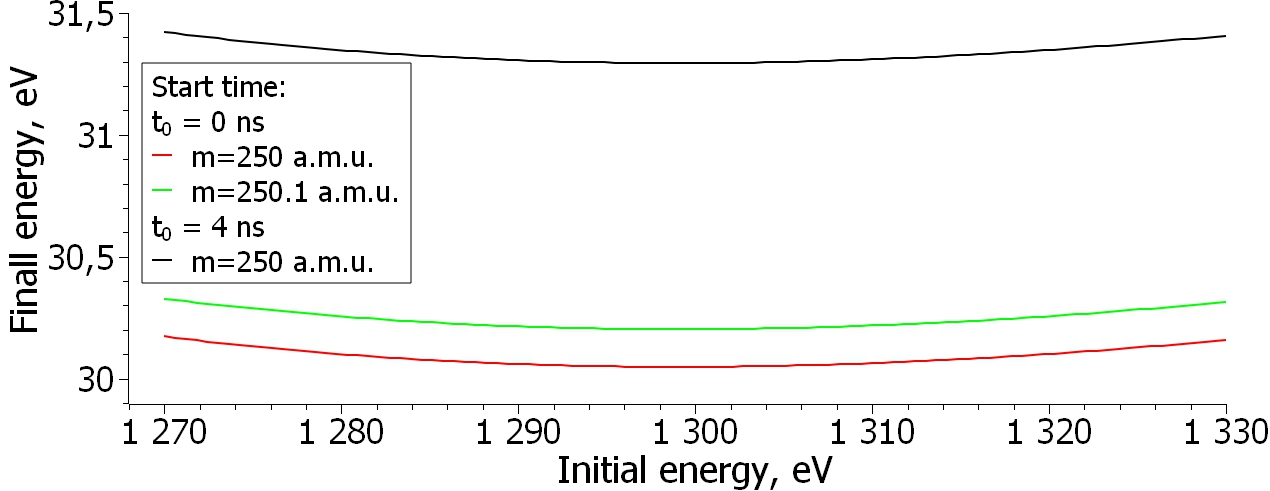 31,5
31
30,5
30
Finall energy, eV
Start time:
t₀ = 0 ns
m=250 a.m.u.
m=250.1 a.m.u.
t₀ = 4 ns
m=250 a.m.u.
1 270 1 280 1 290 1 300 1 310 1 320 1 330
Initial energy, eV